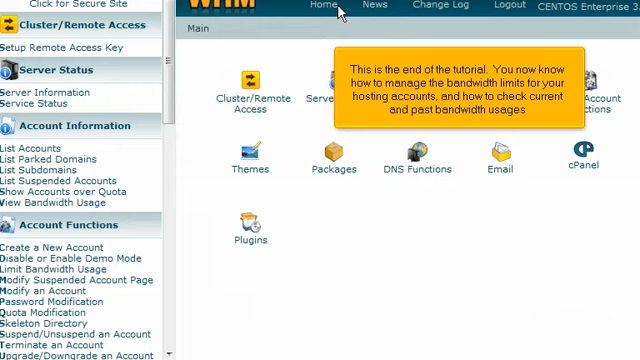 Click for Secure Site
WHM
Home
News
Change Log
Logout
CENTOS Enterprise 3.
Main
Cluster/Remote Access
Setup Remote Access Key
Server Status
Server Information
Service Status
Account Information
List Accounts
List Parked Domains
List Subdomains
List Suspended Accounts
Show Accounts over Quota
View Bandwidth Usage
Account Functions
Create a New Account
Disable or Enable Demo Mode
Limit Bandwidth Usage
Modify Suspended Account Page
Modify an Account
Password Modification
Quota Modification
Skeleton Directory
Suspend/Unsuspend an Account
Terminate an Account
Upgrade/Downgrade an Account
Cluster/Remote
Access
This is the end of the tutorial. You now know
how to manage the bandwidth limits for your
hosting accounts, and how to check current
and past bandwidth usages
Themes
Packages
DNS Functions
Email
cPanel
Plugins